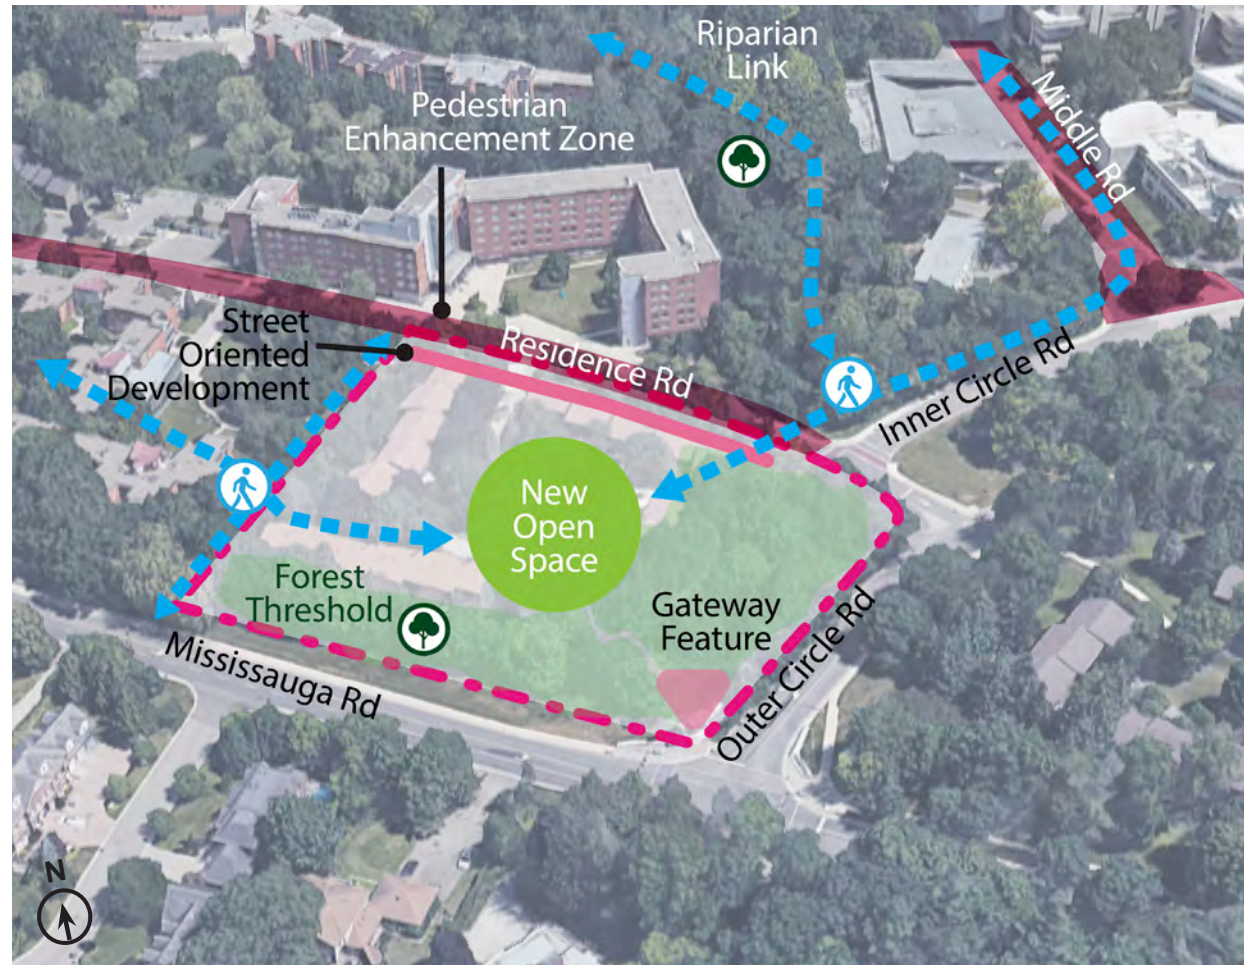 Riparian
Link
Pedestrian
Enhancement Zone
Middle Rd
Street
Oriented
Development
Residence Rd
Inner Circle Rd
New
Open
Space
Forest
Threshold
Gateway
Feature
Mississauga Rd
Outer Circle Rd
N